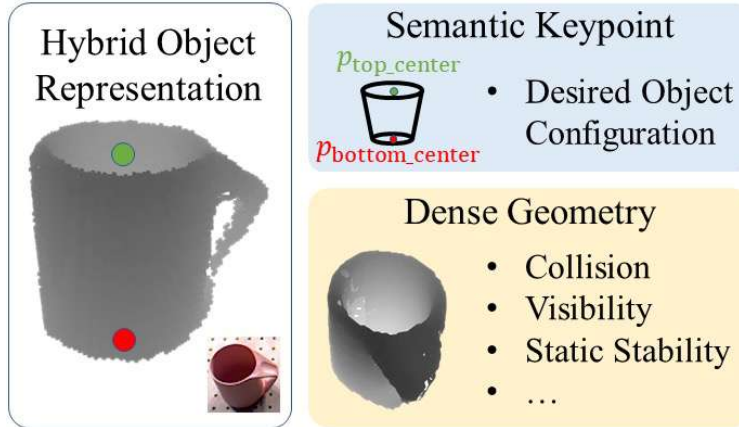 Hybrid Object
Representation
Semantic Keypoint
p_top_center
p_bottom_center
• Desired Object
Configuration
Dense Geometry
• Collision
• Visibility
• Static Stability
• …